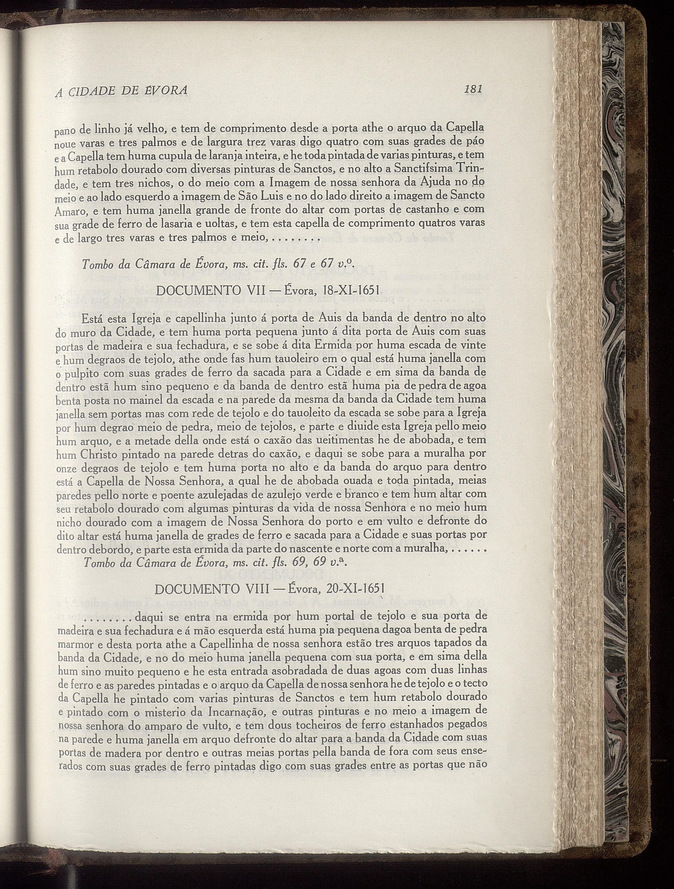 A CIDADE DE ÉVORA 181
pano de linho já velho, e tem de comprimento desde a porta athe o arquo da Capella
noue varas e tres palmos e de largura trez varas digo quatro com suas grades de páo
e a Capella tem huma cupula de laranja inteira, e he toda pintada de varias pinturas, e tem
hum retabolo dourado com diversas pinturas de Sanctos, e no alto a Sanctifsima Trin-
dade, e tem tres nichos, o do meio com a Imagem de nossa senhora da Ajuda no do
meio e ao lado esquerdo a imagem de São Luis e no do lado direito a imagem de Sancto
Amaro, e tem huma janella grande de fronte do altar com portas de castanho e com
sua grade de ferro de lasaria e uoltas, e tem esta capella de comprimento quatros varas
e de largo tres varas e tres palmos e meio, . . . . . . . .
Tombo da Câmara de Évora, ms. cit. fls. 67 e 67 v.º.
DOCUMENTO VII — Évora, 18-XI-1651
Está esta Igreja e capellinha junto á porta de Auis da banda de dentro no alto
do muro da Cidade, e tem huma porta pequena junto á dita porta de Auis com suas
portas de madeira e sua fechadura, e se sobe á dita Ermida por huma escada de vinte
e hum degraos de tejolo, athe onde fas hum tauoleiro em o qual está huma janella com
o pulpito com suas grades de ferro da sacada para a Cidade e em sima da banda de
dentro está hum sino pequeno e da banda de dentro está huma pia de pedra de agoa
benta posta no mainel da escada e na parede da mesma da banda da Cidade tem huma
janella sem portas mas com rede de tejolo e do tauoleito da escada se sobe para a Igreja
por hum degrao meio de pedra, meio de tejolos, e parte e diuide esta Igreja pello meio
hum arquo, e a metade della onde está o caxão das ueitimentas he de abobada, e tem
hum Christo pintado na parede detras do caxão, e daqui se sobe para a muralha por
onze degraos de tejolo e tem huma porta no alto e da banda do arquo para dentro
está a Capella de Nossa Senhora, a qual he de abobada ouada e toda pintada, meias
paredes pello norte e poente azulejadas de azulejo verde e branco e tem hum altar com
seu retabolo dourado com algumas pinturas da vida de nossa Senhora e no meio hum
nicho dourado com a imagem de Nossa Senhora do porto e em vulto e defronte do
dito altar está huma janella de grades de ferro e sacada para a Cidade e suas portas por
dentro debordo, e parte esta ermida da parte do nascente e norte com a muralha, . . . . . .
Tombo da Câmara de Évora, ms. cit. fls. 69, 69 v.ª.
DOCUMENTO VIII — Évora, 20-XI-1651
. . . . . . . . daqui se entra na ermida por hum portal de tejolo e sua porta de
madeira e sua fechadura e á mão esquerda está huma pia pequena dagoa benta de pedra
marmor e desta porta athe a Capellinha de nossa senhora estão tres arquos tapados da
banda da Cidade, e no do meio huma janella pequena com sua porta, e em sima della
hum sino muito pequeno e he esta entrada asobradada de duas agoas com duas linhas
de ferro e as paredes pintadas e o arquo da Capella de nossa senhora he de tejolo e o tecto
da Capella he pintado com varias pinturas de Sanctos e tem hum retabolo dourado
e pintado com o misterio da Incarnação, e outras pinturas e no meio a imagem de
nossa senhora do amparo de vulto, e tem dous tocheiros de ferro estanhados pegados
na parede e huma janella em arquo defronte do altar para a banda da Cidade com suas
portas de madera por dentro e outras meias portas pella banda de fora com seus ense-
rados com suas grades de ferro pintadas digo com suas grades entre as portas que não